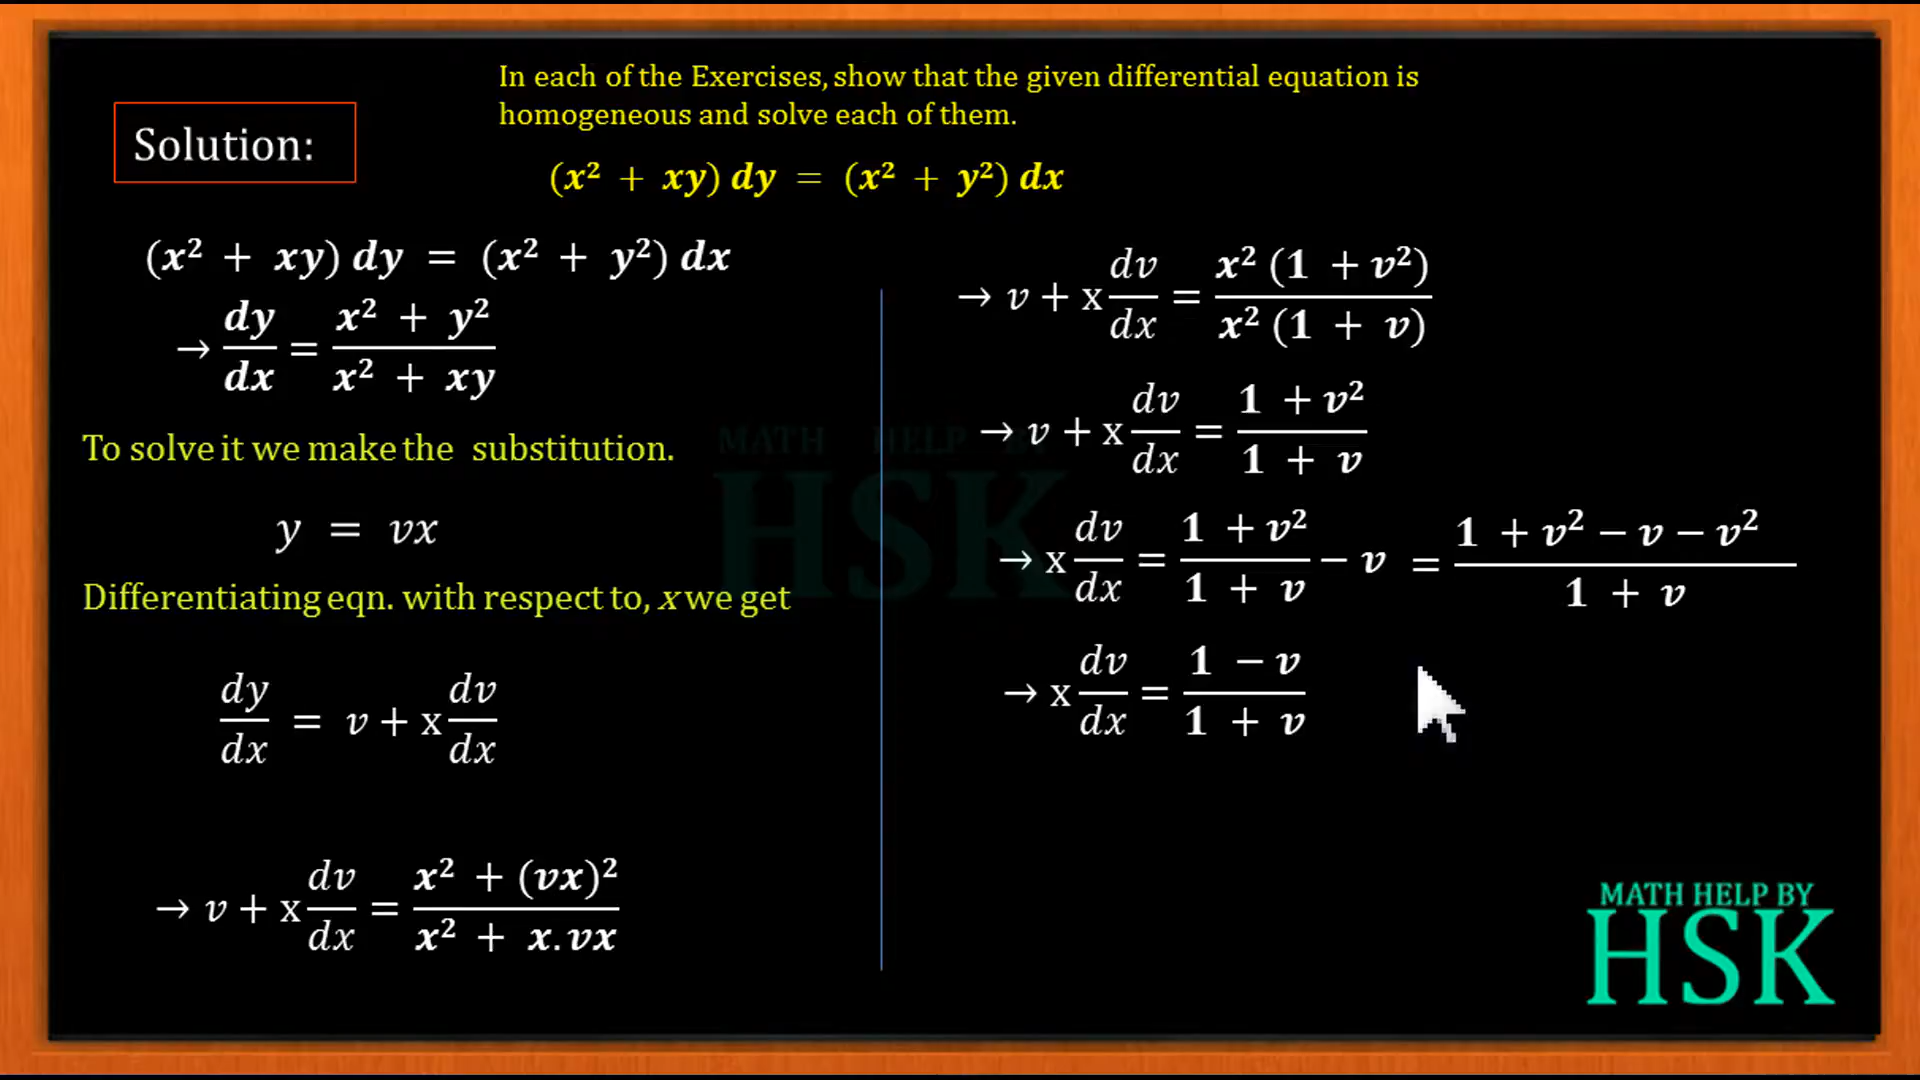 In each of the Exercises, show that the given differential equation is
homogeneous and solve each of them.
Solution:
(x² + xy) dy = (x² + y²) dx
(x² + xy) dy = (x² + y²) dx
→ dy/dx = (x² + y²)/(x² + xy)
To solve it we make the substitution.
y = vx
Differentiating eqn. with respect to, x we get
dy/dx = v + x dv/dx
→ v + x dv/dx = (x² + (vx)²)/(x² + x.vx)
→ v + x dv/dx = (x² (1 + v²))/(x² (1 + v))
→ v + x dv/dx = (1 + v²)/(1 + v)
→ x dv/dx = (1 + v²)/(1 + v) − v = (1 + v² − v − v²)/(1 + v)
→ x dv/dx = (1 − v)/(1 + v)
MATH HELP BY
HSK
MATH HELP BY
HSK